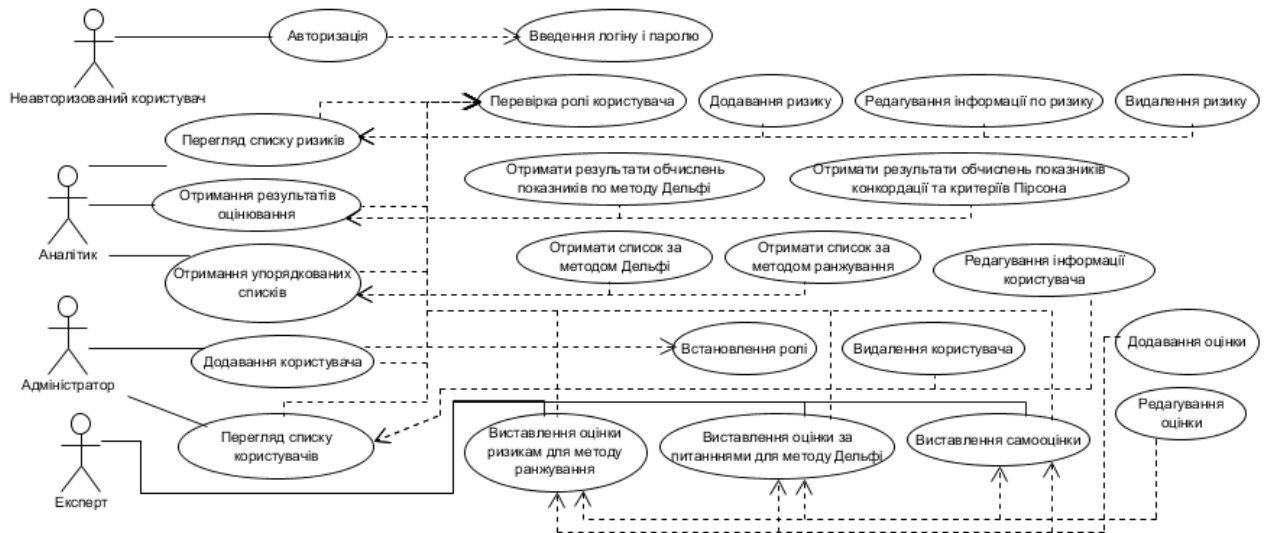 Авторизація
Введення логіну і паролю
Неавторизований користувач
Перевірка ролі користувача
Додавання ризику
Редагування інформації по ризику
Видалення ризику
Перегляд списку ризиків
Отримати результати обчислень
показників по методу Дельфі
Отримати результати обчислень показників
конкордації та критеріїв Пірсона
Отримання результатів
оцінювання
Аналітик
Отримати список за
методом Дельфі
Отримати список за
методом ранжування
Редагування інформації
користувача
Отримання упорядкованих
списків
Додавання користувача
Встановлення ролі
Видалення користувача
Додавання оцінки
Адміністратор
Перегляд списку
користувачів
Виставлення оцінки
ризикам для методу
ранжування
Виставлення оцінки за
питанннями для методу Дельфі
Виставлення самооцінки
Редагування
оцінки
Експерт